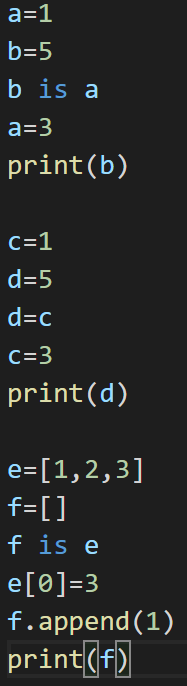 a=1
b=5
b is a
a=3
print(b)

c=1
d=5
d=c
c=3
print(d)

e=[1,2,3]
f=[]
f is e
e[0]=3
f.append(1)
print(f)